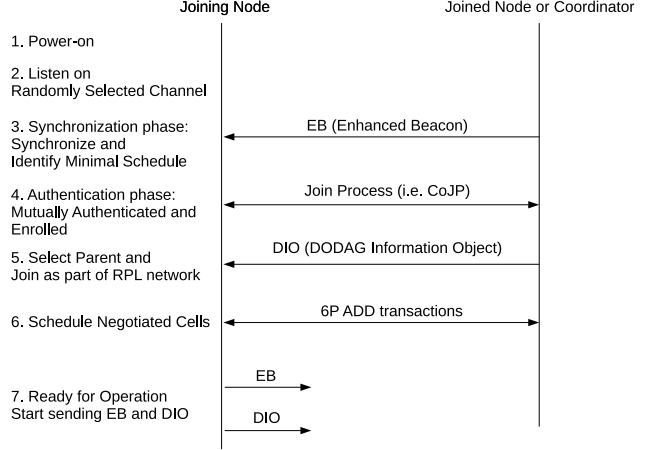 Joining Node
Joined Node or Coordinator
1. Power-on
2. Listen on
Randomly Selected Channel
3. Synchronization phase:
Synchronize and
Identify Minimal Schedule
EB (Enhanced Beacon)
4. Authentication phase:
Mutually Authenticated and
Enrolled
Join Process (i.e. CoJP)
5. Select Parent and
Join as part of RPL network
DIO (DODAG Information Object)
6. Schedule Negotiated Cells
6P ADD transactions
7. Ready for Operation
Start sending EB and DIO
EB
DIO